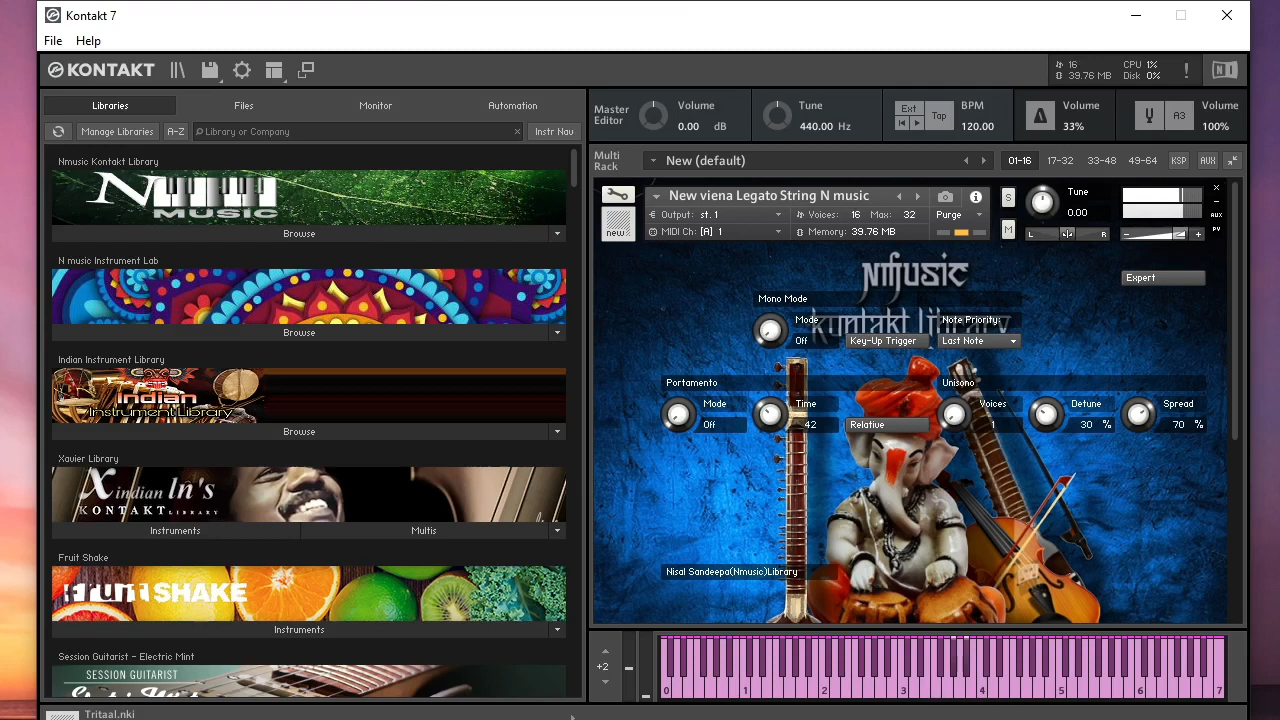 Kontakt 7
File Help
KONTAKT
16
39.76 MB
CPU 1%
Disk 0%
!
Libraries Files Monitor Automation
Manage Libraries A-Z Library or Company × Instr Nav
Master Editor
Volume
0.00 dB
Tune
440.00 Hz
Ext
Tap
BPM
120.00
Volume
33%
A3
Volume
100%
Multi Rack
New (default)
01-16 17-32 33-48 49-64 KSP AUX
Nmusic Kontakt Library
N MUSIC
Browse
N music Instrument Lab
Browse
Indian Instrument Library
Indian
Instrument Library
Browse
Xavier Library
X indian In's
KONTAKT LIBRARY
Instruments Multis
Fruit Shake
FRUIT SHAKE
Instruments
Session Guitarist - Electric Mint
SESSION GUITARIST
Tritaal.nki
new...
New viena Legato String N music
Output: st. 1 Voices: 16 Max: 32 Purge
MIDI Ch: [A] 1 Memory: 39.76 MB
S
M
Tune
0.00
L R
- +
×
AUX
PV
Nmusic
kontakt library
Expert
Mono Mode
Mode
Off
Key-Up Trigger
Note Priority:
Last Note
Portamento
Mode
Off
Time
42
Relative
Unisono
Voices
1
Detune
30 %
Spread
70 %
Nisal Sandeepa(Nmusic)Library
+2
0 1 2 3 4 5 6 7